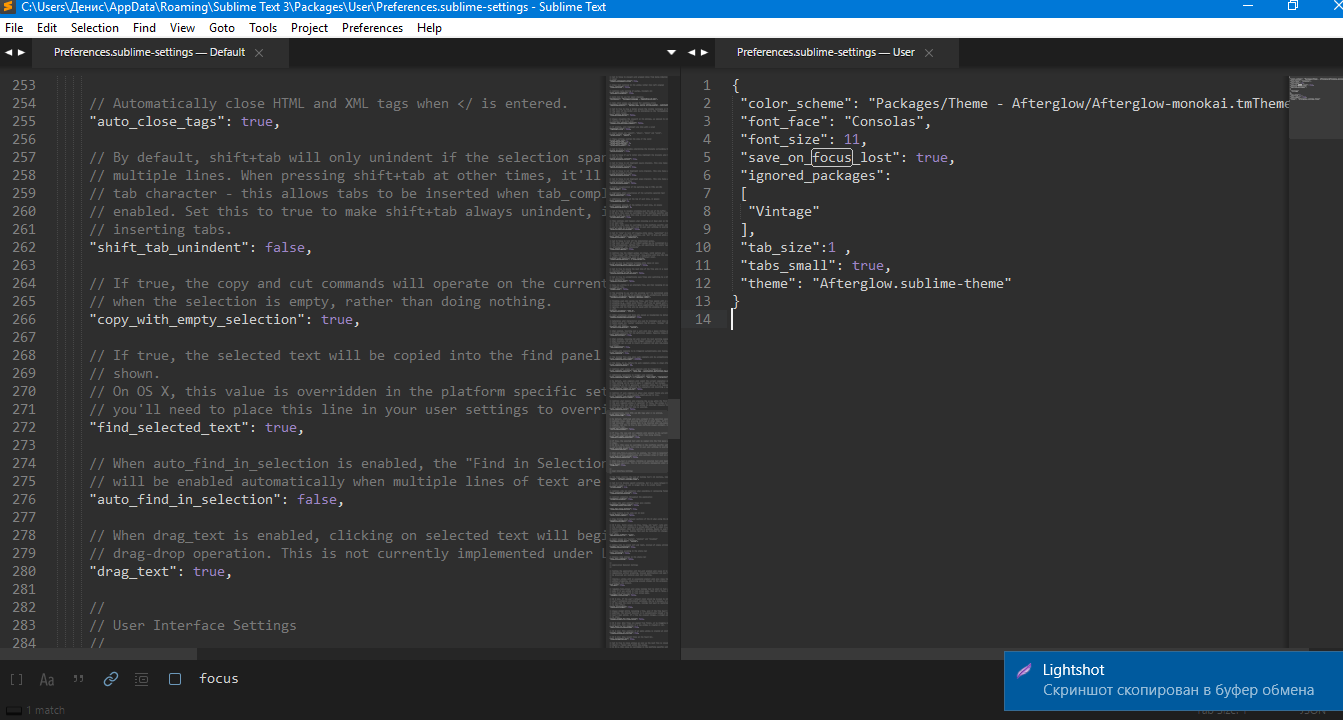 C:\Users\Денис\AppData\Roaming\Sublime Text 3\Packages\User\Preferences.sublime-settings - Sublime Text
File Edit Selection Find View Goto Tools Project Preferences Help
Preferences.sublime-settings — Default
253
254 // Automatically close HTML and XML tags when </ is entered.
255 "auto_close_tags": true,
256
257 // By default, shift+tab will only unindent if the selection spa
258 // multiple lines. When pressing shift+tab at other times, it'll
259 // tab character - this allows tabs to be inserted when tab_comp
260 // enabled. Set this to true to make shift+tab always unindent,
261 // inserting tabs.
262 "shift_tab_unindent": false,
263
264 // If true, the copy and cut commands will operate on the current
265 // when the selection is empty, rather than doing nothing.
266 "copy_with_empty_selection": true,
267
268 // If true, the selected text will be copied into the find panel
269 // shown.
270 // On OS X, this value is overridden in the platform specific set
271 // you'll need to place this line in your user settings to overri
272 "find_selected_text": true,
273
274 // When auto_find_in_selection is enabled, the "Find in Selection
275 // will be enabled automatically when multiple lines of text are
276 "auto_find_in_selection": false,
277
278 // When drag_text is enabled, clicking on selected text will begi
279 // drag-drop operation. This is not currently implemented under
280 "drag_text": true,
281
282 //
283 // User Interface Settings
284 //
Preferences.sublime-settings — User
1 {
2 "color_scheme": "Packages/Theme - Afterglow/Afterglow-monokai.tmTheme
3 "font_face": "Consolas",
4 "font_size": 11,
5 "save_on_focus_lost": true,
6 "ignored_packages":
7 [
8 "Vintage"
9 ],
10 "tab_size":1 ,
11 "tabs_small": true,
12 "theme": "Afterglow.sublime-theme"
13 }
14
[ ] Aa ” focus
1 match
Lightshot
Скриншот скопирован в буфер обмена